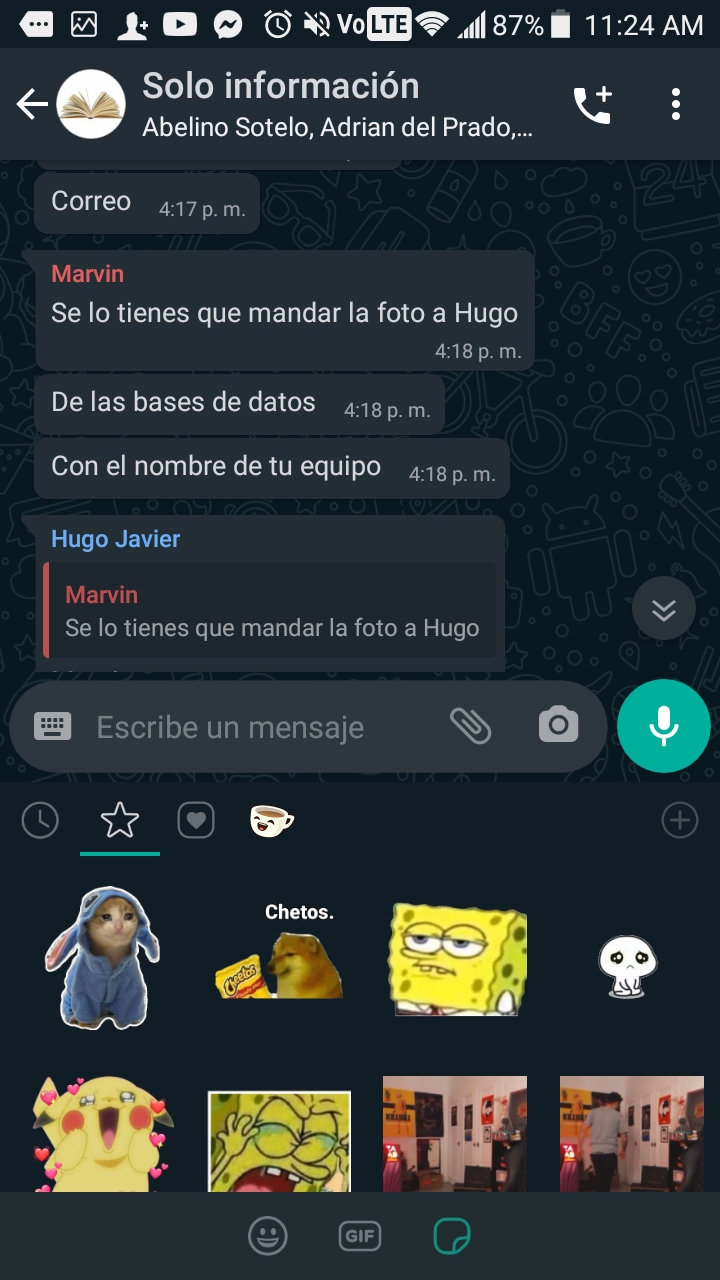 Vo LTE 87% 11:24 AM
Solo información
Abelino Sotelo, Adrian del Prado,...
Correo 4:17 p. m.
Marvin
Se lo tienes que mandar la foto a Hugo
4:18 p. m.
De las bases de datos 4:18 p. m.
Con el nombre de tu equipo 4:18 p. m.
Hugo Javier
Marvin
Se lo tienes que mandar la foto a Hugo
Escribe un mensaje
Chetos.
Cheetos
GIF